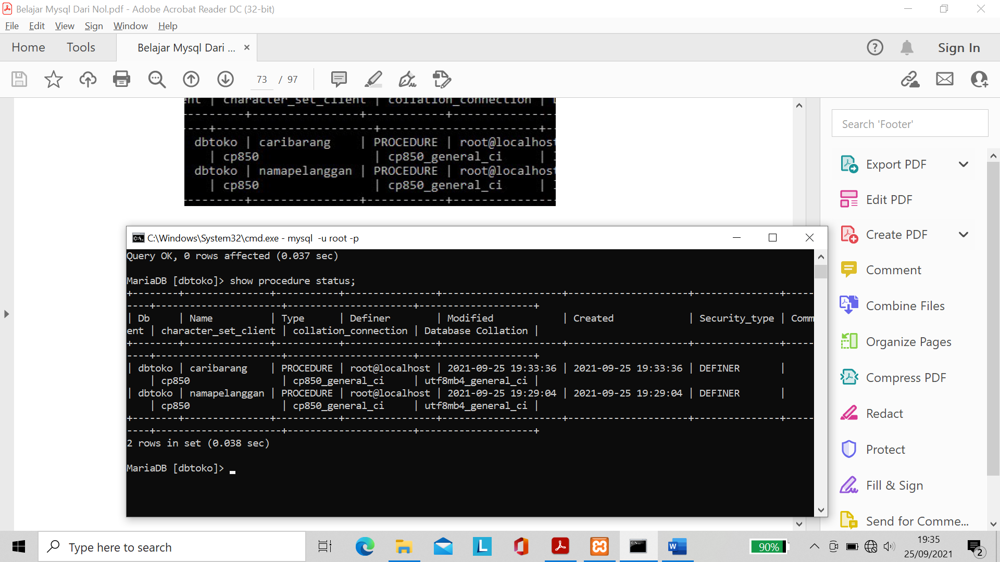 Belajar Mysql Dari Nol.pdf - Adobe Acrobat Reader DC (32-bit)
File Edit View Sign Window Help
Home Tools Belajar Mysql Dari ... × Sign In
73 / 97
ent | character_set_client | collation_connection |
---------+----------------+------------+---------------
----+----------------------+----------------------+--
dbtoko | caribarang | PROCEDURE | root@localhost
| cp850 | cp850_general_ci |
dbtoko | namapelanggan | PROCEDURE | root@localhost
| cp850 | cp850_general_ci |
---------+----------------+------------+---------------
Search 'Footer'
Export PDF
Edit PDF
Create PDF
Comment
Combine Files
Organize Pages
Compress PDF
Redact
Protect
Fill & Sign
Send for Comme...
C:\Windows\System32\cmd.exe - mysql -u root -p
Query OK, 0 rows affected (0.037 sec)
MariaDB [dbtoko]> show procedure status;
+--------+---------------+-----------+----------------+---------------------+---------------------+---------------+-----
----+----------------------+----------------------+--------------------+
| Db | Name | Type | Definer | Modified | Created | Security_type | Comm
ent | character_set_client | collation_connection | Database Collation |
+--------+---------------+-----------+----------------+---------------------+---------------------+---------------+-----
----+----------------------+----------------------+--------------------+
| dbtoko | caribarang | PROCEDURE | root@localhost | 2021-09-25 19:33:36 | 2021-09-25 19:33:36 | DEFINER |
| cp850 | cp850_general_ci | utf8mb4_general_ci |
| dbtoko | namapelanggan | PROCEDURE | root@localhost | 2021-09-25 19:29:04 | 2021-09-25 19:29:04 | DEFINER |
| cp850 | cp850_general_ci | utf8mb4_general_ci |
+--------+---------------+-----------+----------------+---------------------+---------------------+---------------+-----
----+----------------------+----------------------+--------------------+
2 rows in set (0.038 sec)
MariaDB [dbtoko]> _
Type here to search
90%
19:35
25/09/2021
2